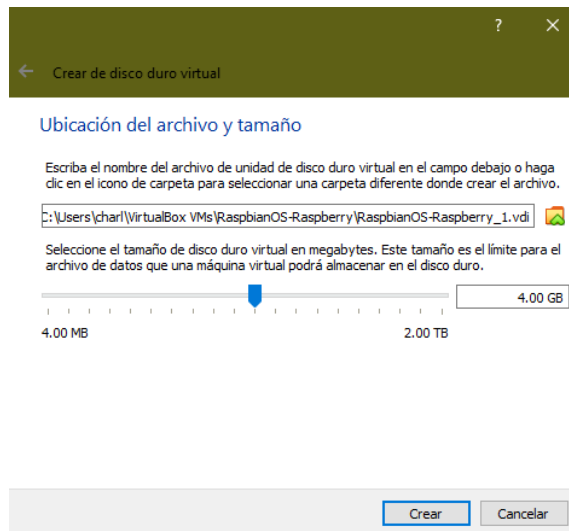 ?
Crear de disco duro virtual
Ubicación del archivo y tamaño
Escriba el nombre del archivo de unidad de disco duro virtual en el campo debajo o haga
clic en el icono de carpeta para seleccionar una carpeta diferente donde crear el archivo.
C:\Users\charl\VirtualBox VMs\RaspbianOS-Raspberry\RaspbianOS-Raspberry_1.vdi
Seleccione el tamaño de disco duro virtual en megabytes. Este tamaño es el límite para el
archivo de datos que una máquina virtual podrá almacenar en el disco duro.
4.00 GB
4.00 MB 2.00 TB
Crear Cancelar